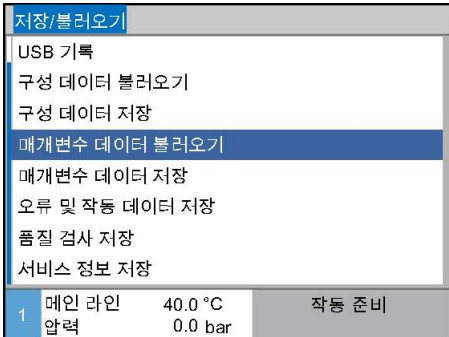 저장/불러오기
USB 기록
구성 데이터 불러오기
구성 데이터 저장
매개변수 데이터 불러오기
매개변수 데이터 저장
오류 및 작동 데이터 저장
품질 검사 저장
서비스 정보 저장
1 메인 라인 40.0 °C 작동 준비
압력 0.0 bar